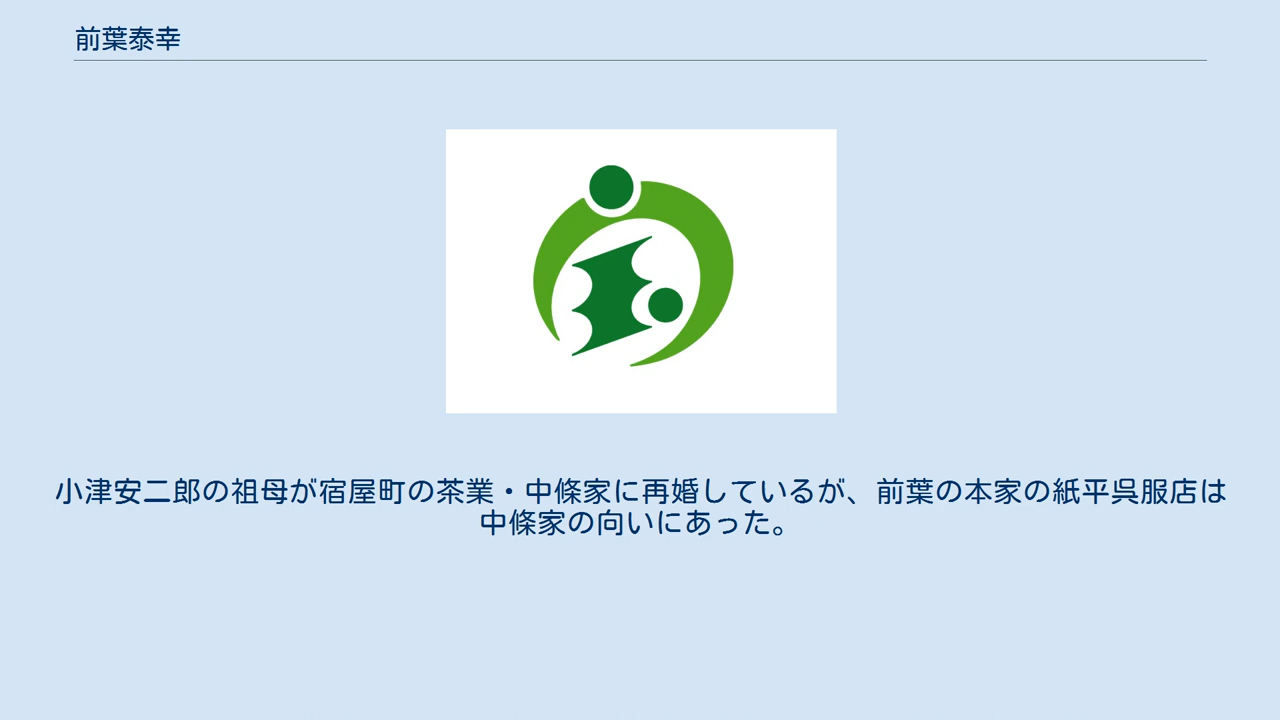 前葉泰幸
小津安二郎の祖母が宿屋町の茶業・中條家に再婚しているが、前葉の本家の紙平呉服店は
中條家の向いにあった。